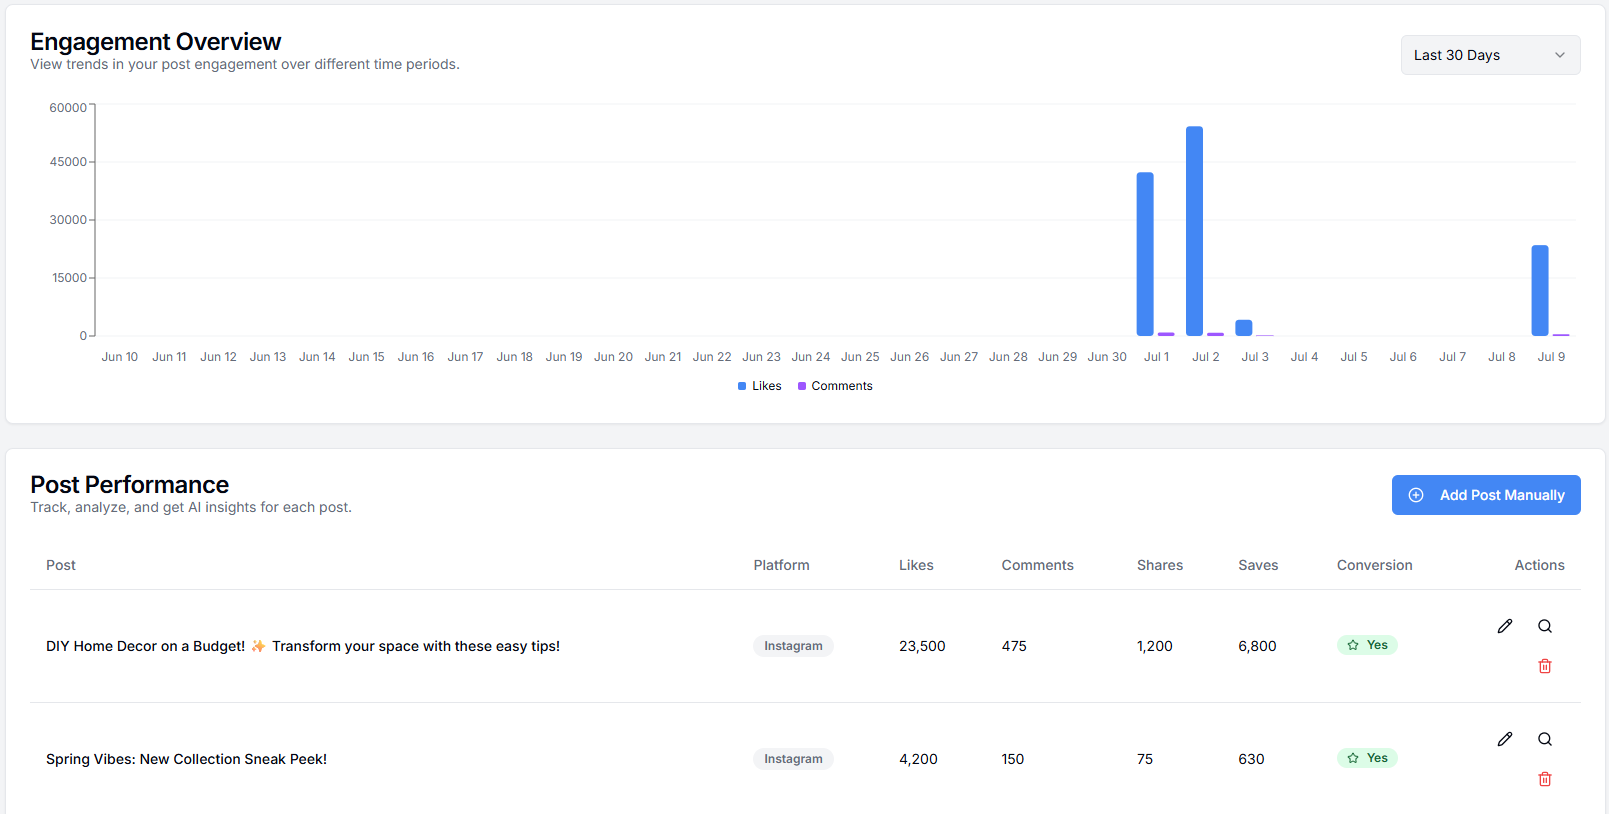 Engagement Overview
View trends in your post engagement over different time periods.
Last 30 Days
60000
45000
30000
15000
0
Jun 10 Jun 11 Jun 12 Jun 13 Jun 14 Jun 15 Jun 16 Jun 17 Jun 18 Jun 19 Jun 20 Jun 21 Jun 22 Jun 23 Jun 24 Jun 25 Jun 26 Jun 27 Jun 28 Jun 29 Jun 30 Jul 1 Jul 2 Jul 3 Jul 4 Jul 5 Jul 6 Jul 7 Jul 8 Jul 9
Likes Comments
Post Performance
Track, analyze, and get AI insights for each post.
Add Post Manually
Post Platform Likes Comments Shares Saves Conversion Actions
DIY Home Decor on a Budget! ✨ Transform your space with these easy tips! Instagram 23,500 475 1,200 6,800 Yes
Spring Vibes: New Collection Sneak Peek! Instagram 4,200 150 75 630 Yes